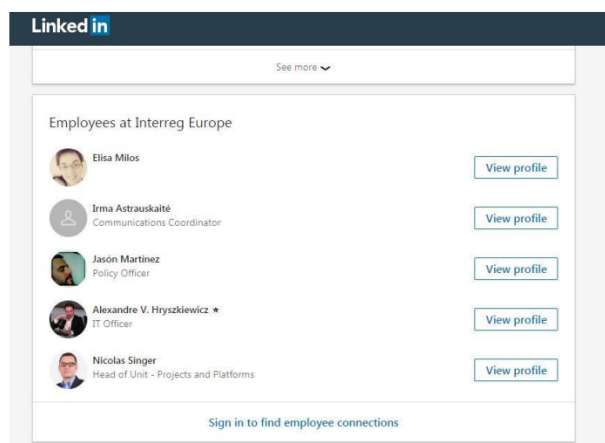 Linked in
See more
Employees at Interreg Europe
Elisa Milos
View profile
Irma Astrauskaité
Communications Coordinator
View profile
Jasón Martínez
Policy Officer
View profile
Alexandre V. Hryszkiewicz ★
IT Officer
View profile
Nicolas Singer
Head of Unit - Projects and Platforms
View profile
Sign in to find employee connections